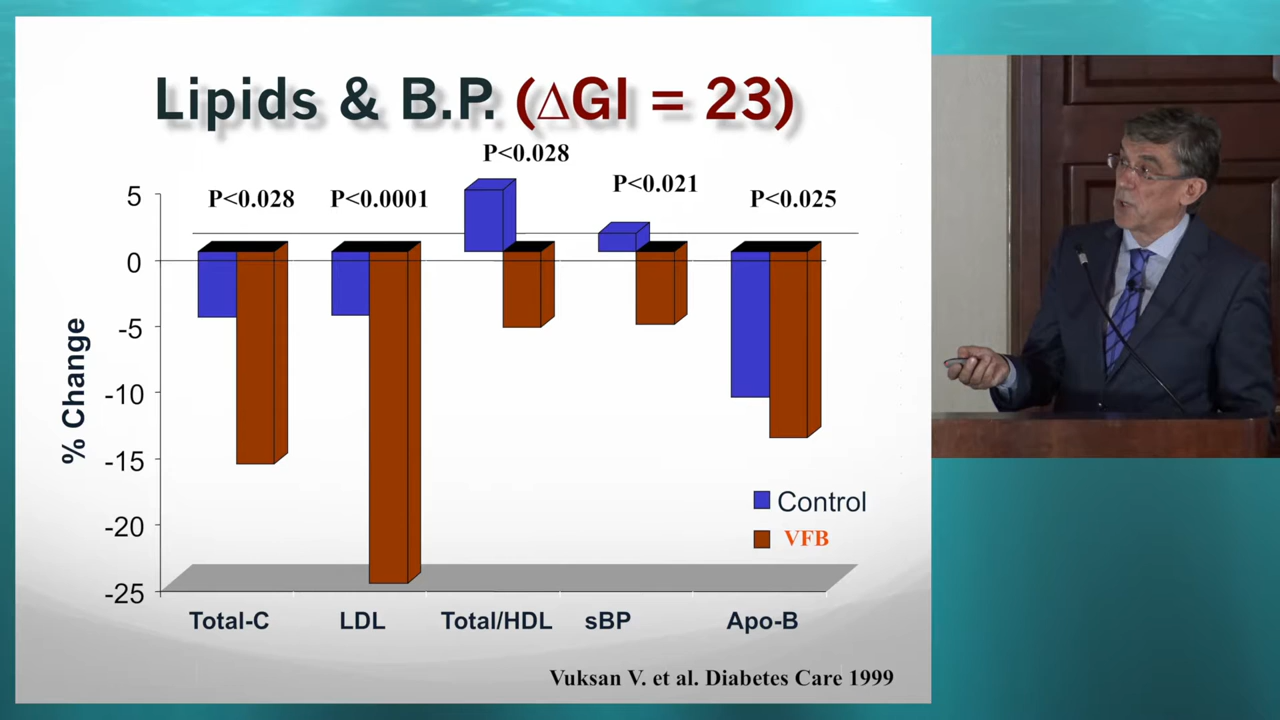 Lipids & B.P. (ΔGI = 23)
P<0.028
P<0.021
P<0.028
P<0.0001
P<0.025
5
0
-5
-10
-15
-20
-25
% Change
Control
VFB
Total-C
LDL
Total/HDL
sBP
Apo-B
Vuksan V. et al. Diabetes Care 1999